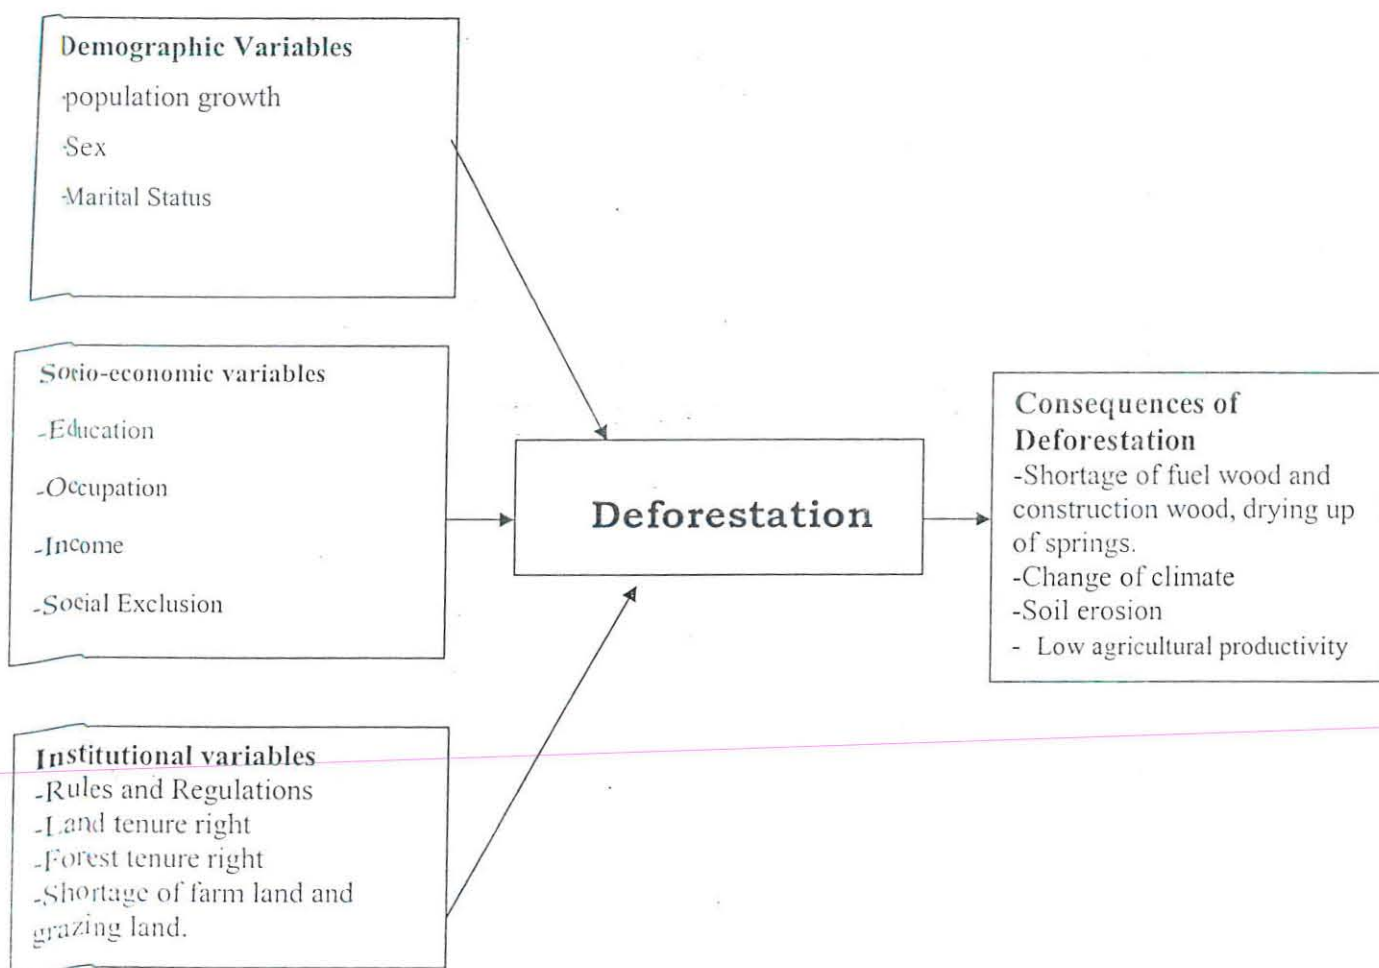 Demographic Variables
-population growth
-Sex
-Marital Status
Socio-economic variables
-Education
-Occupation
-Income
-Social Exclusion
Institutional variables
-Rules and Regulations
-Land tenure right
-Forest tenure right
-Shortage of farm land and
grazing land.
Deforestation
Consequences of
Deforestation
-Shortage of fuel wood and
construction wood, drying up
of springs.
-Change of climate
-Soil erosion
- Low agricultural productivity